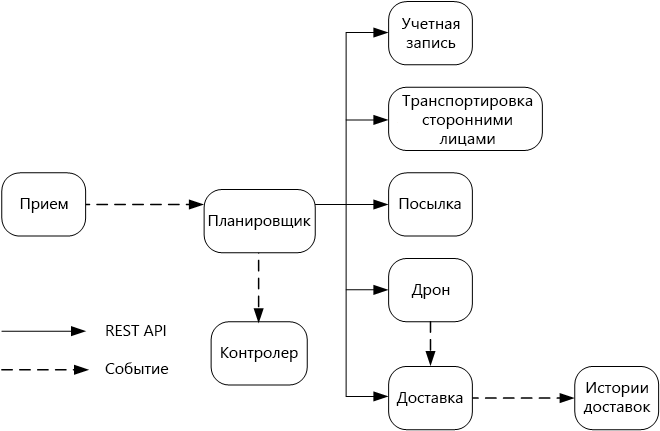 Учетная
запись
Транспортировка
сторонними
лицами
Прием
Планировщик
Посылка
Дрон
REST API
Контролер
Событие
Доставка
Истории
доставок